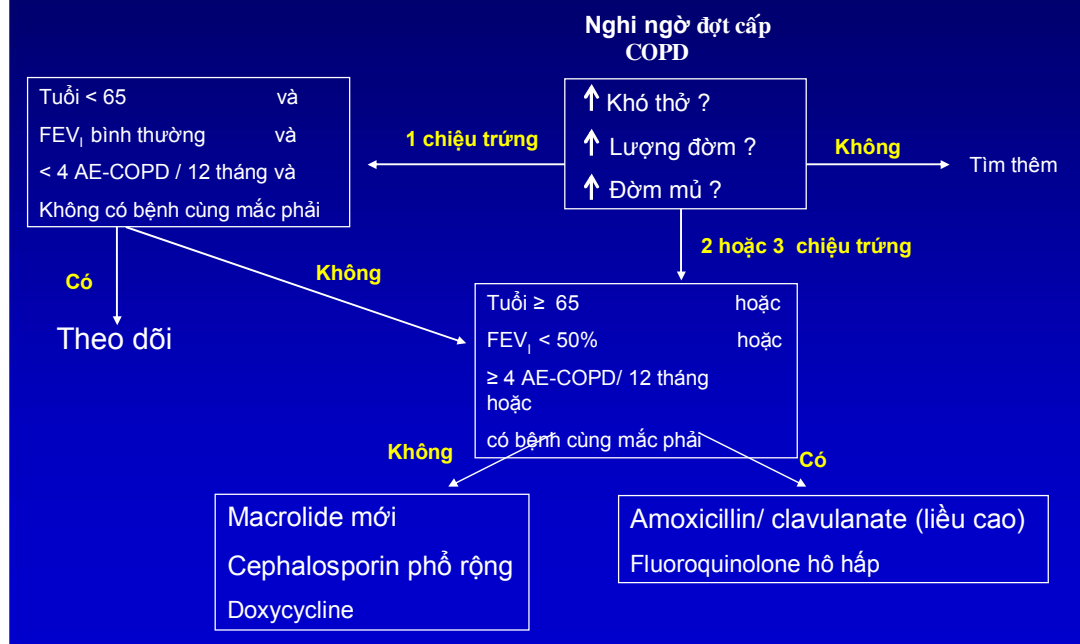 Nghi ngờ đợt cấp
COPD
Khó thở ?
Lượng đờm ?
Đờm mủ ?
Tuổi < 65 và
FEVI bình thường và
< 4 AE-COPD / 12 tháng và
Không có bệnh cùng mắc phải
1 chiệu trứng
Không
Tìm thêm
2 hoặc 3 chiệu trứng
Có
Không
Theo dõi
Tuổi ≥ 65 hoặc
FEVI < 50% hoặc
≥ 4 AE-COPD/ 12 tháng
hoặc
có bệnh cùng mắc phải
Không
Có
Macrolide mới
Cephalosporin phổ rộng
Doxycycline
Amoxicillin/ clavulanate (liều cao)
Fluoroquinolone hô hấp